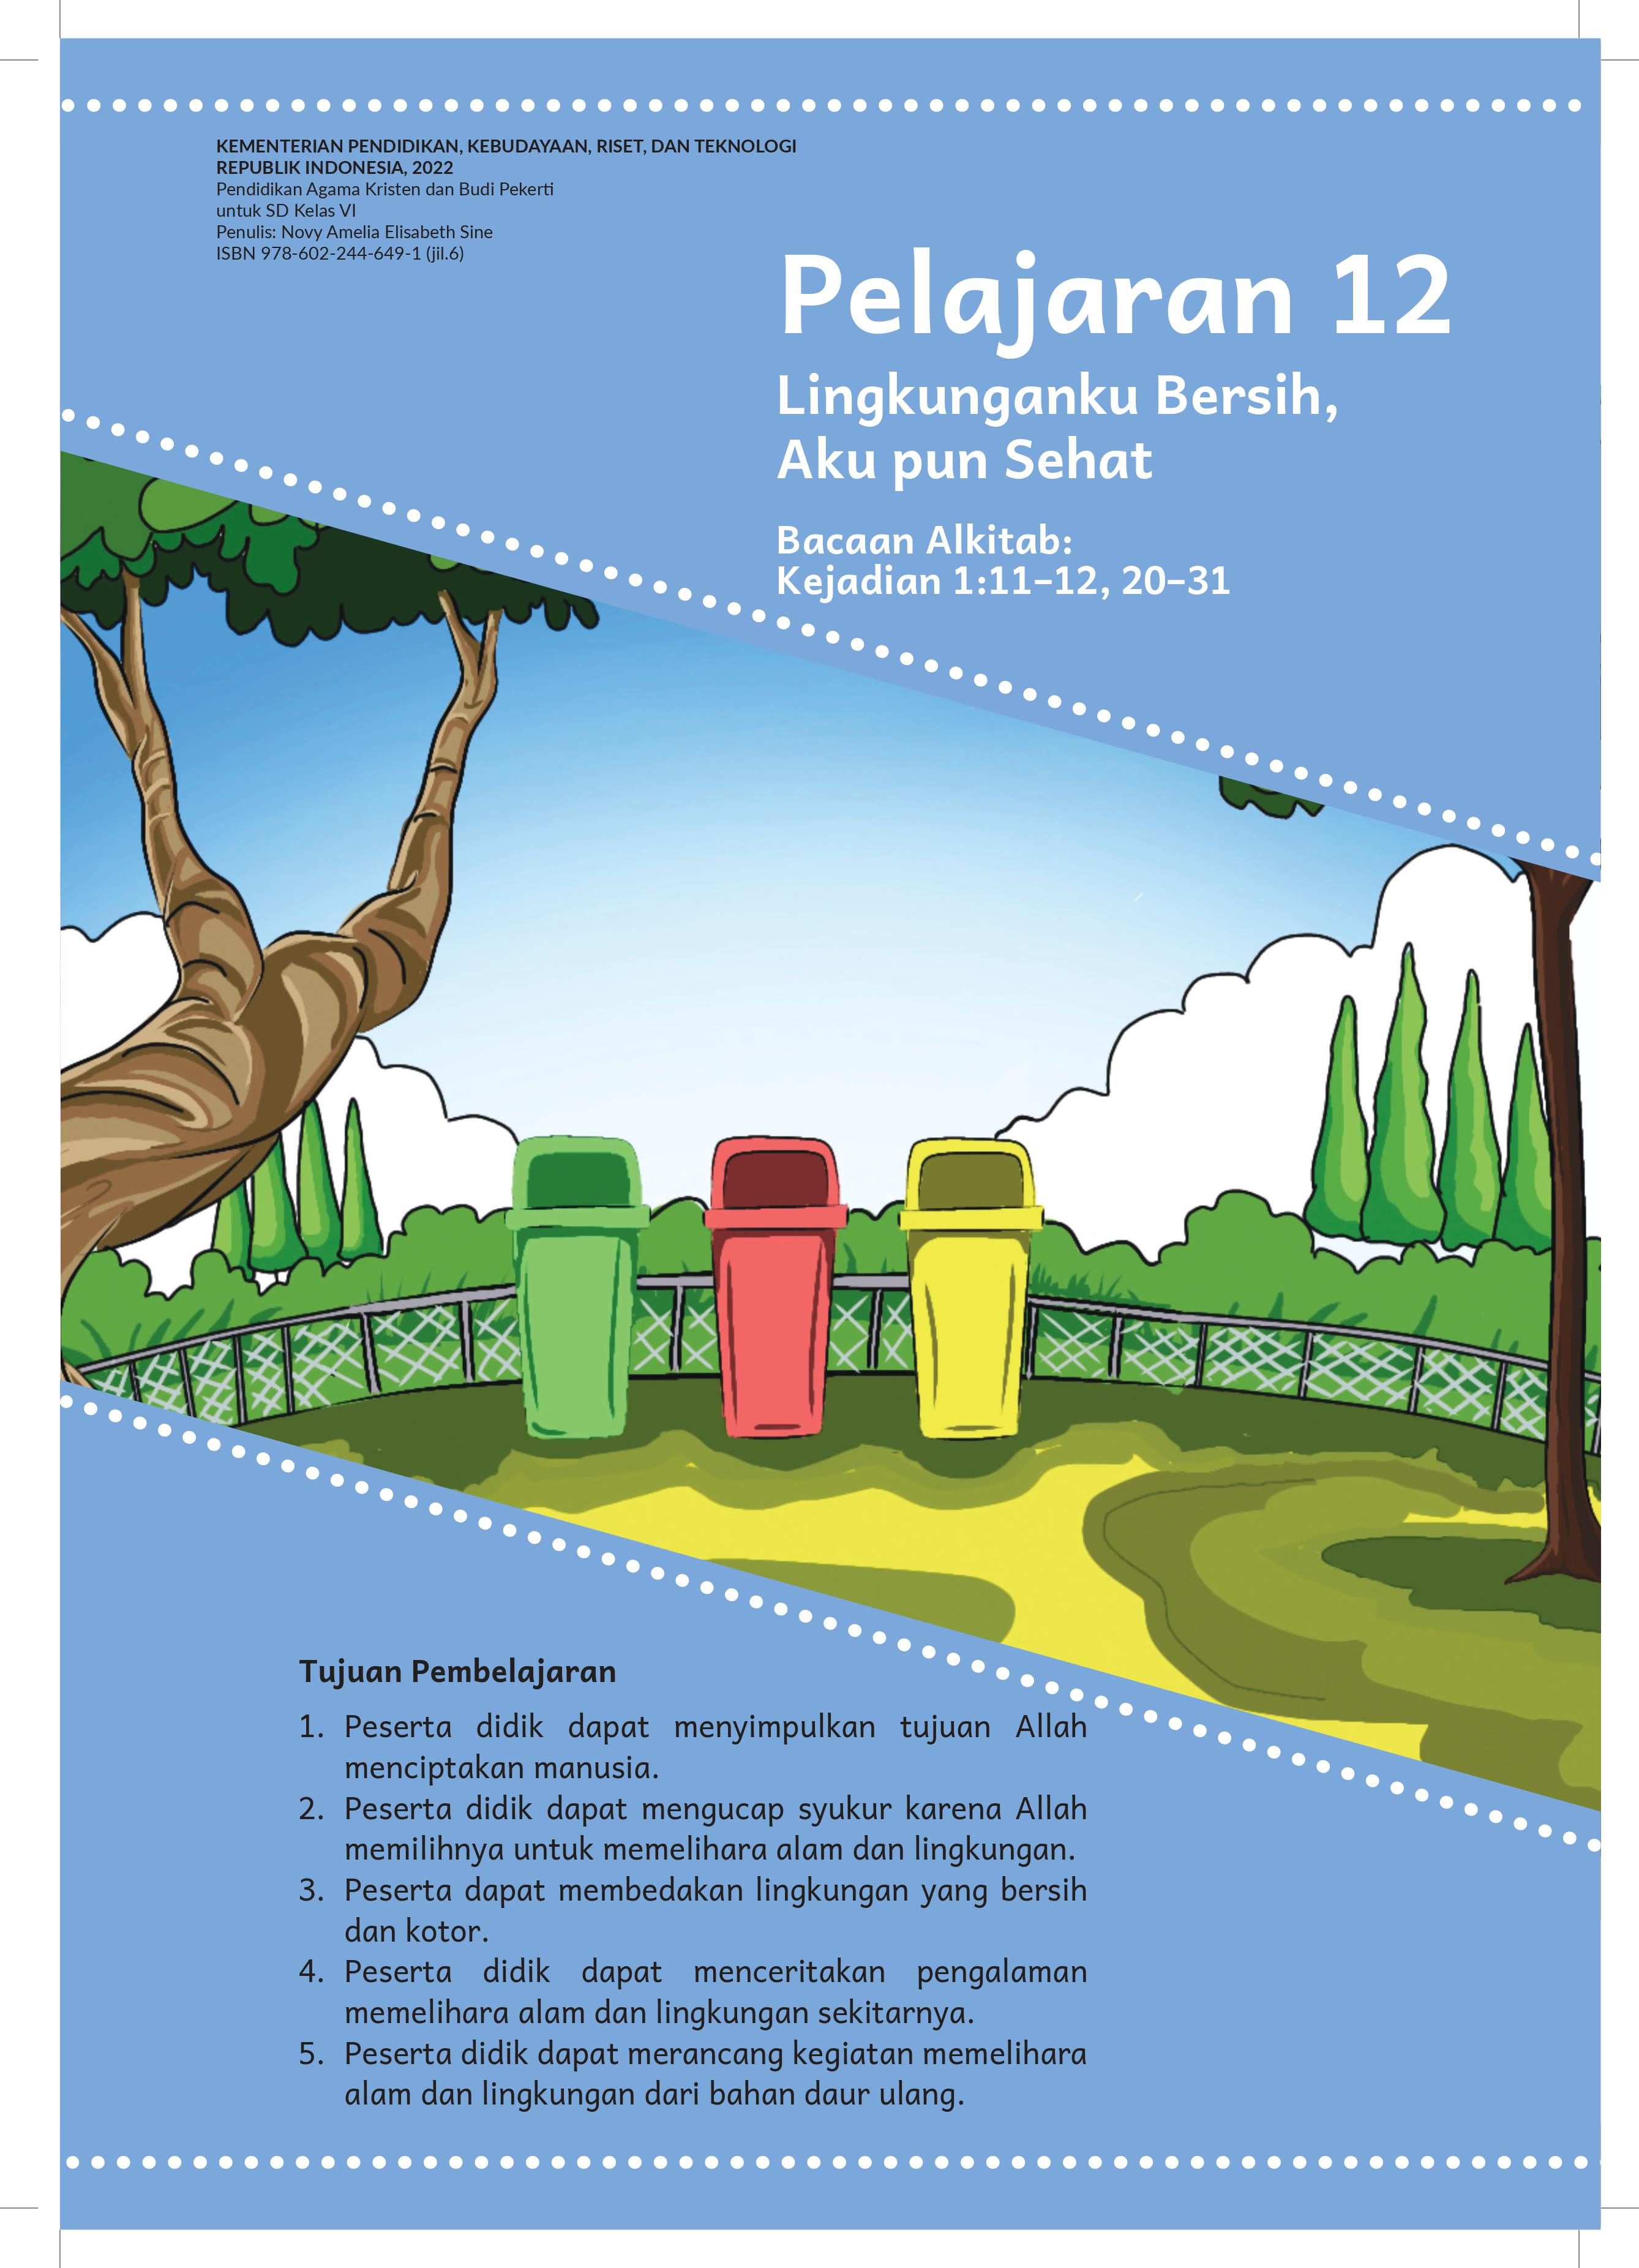 KEMENTERIAN PENDIDIKAN, KEBUDAYAAN, RISET, DAN TEKNOLOGI
REPUBLIK INDONESIA, 2022
Pendidikan Agama Kristen dan Budi Pekerti
untuk SD Kelas VI
Penulis: Novy Amelia Elisabeth Sine
ISBN 978-602-244-649-1 (jil.6)
Pelajaran 12
Lingkunganku Bersih,
Aku pun Sehat
Bacaan Alkitab:
Kejadian 1:11–12, 20–31
Tujuan Pembelajaran
1. Peserta didik dapat menyimpulkan tujuan Allah
menciptakan manusia.
2. Peserta didik dapat mengucap syukur karena Allah
memilihnya untuk memelihara alam dan lingkungan.
3. Peserta dapat membedakan lingkungan yang bersih
dan kotor.
4. Peserta didik dapat menceritakan pengalaman
memelihara alam dan lingkungan sekitarnya.
5. Peserta didik dapat merancang kegiatan memelihara
alam dan lingkungan dari bahan daur ulang.